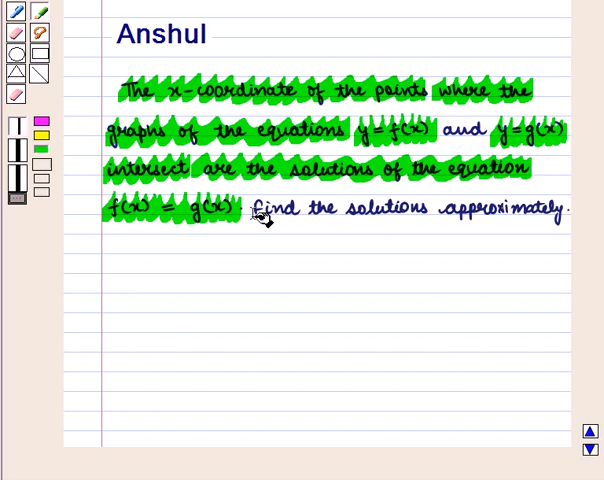 Anshul
The x-coordinate of the points where the
graphs of the equations y = f(x) and y = g(x)
intersect are the solutions of the equation
f(x) = g(x). find the solutions approximately.